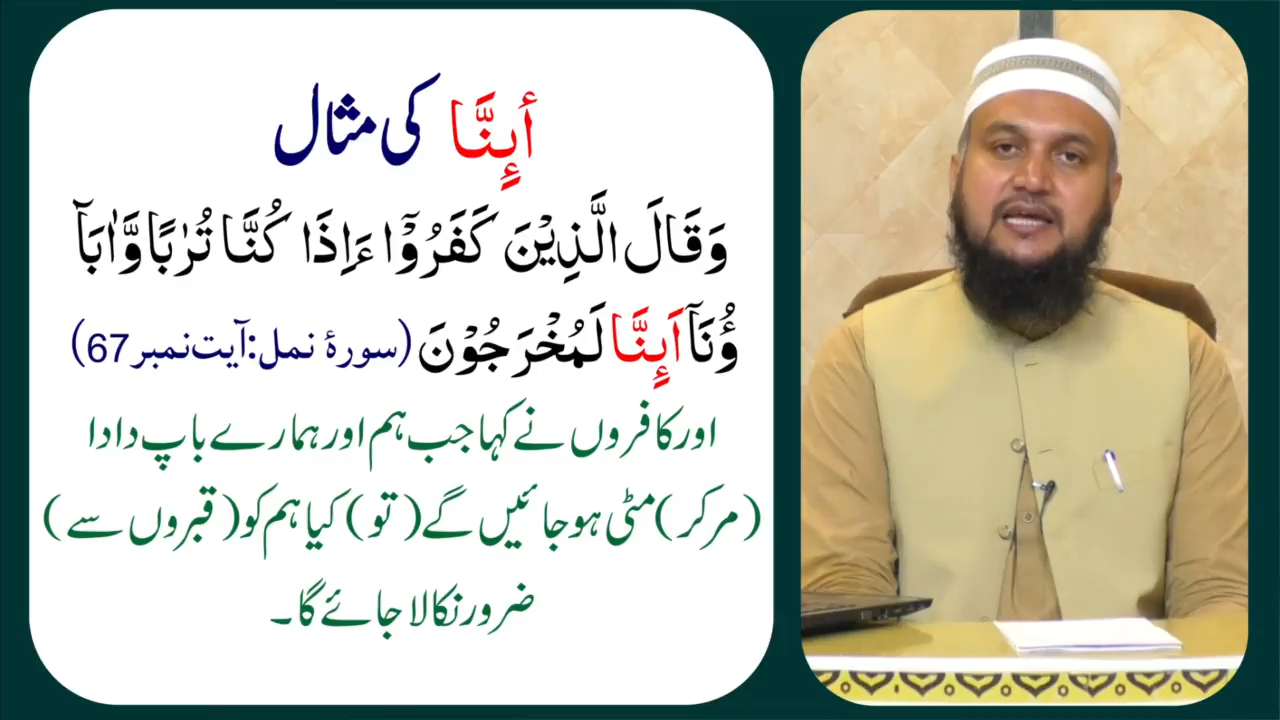 أَئِنَّا کی مثال
وَقَالَ الَّذِیْنَ کَفَرُوْۤا ءَاِذَا کُنَّا تُرٰبًا وَّاٰبَآ
ؤُنَاۤ اَئِنَّا لَمُخْرَجُوْنَ (سورۂ نمل:آیت نمبر67)
اور کافروں نے کہا جب ہم اور ہمارے باپ دادا
(مرکر) مٹی ہوجائیں گے (تو) کیا ہم کو (قبروں سے)
ضرور نکالا جائے گا۔